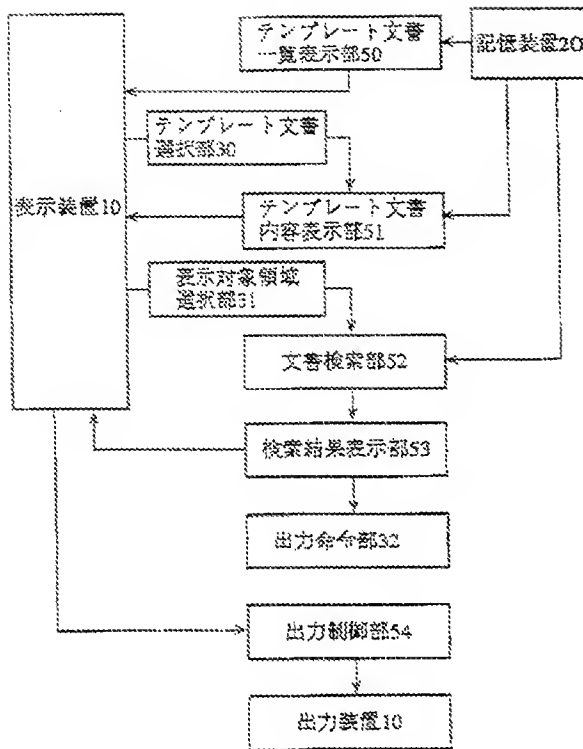 テンプレート文書
一覧表示部50
記憶装置20
テンプレート文書
選択部30
表示装置10
テンプレート文書
内容表示部51
表示対象領域
選択部31
文書検索部52
検索結果表示部53
出力命令部32
出力制御部54
出力装置10